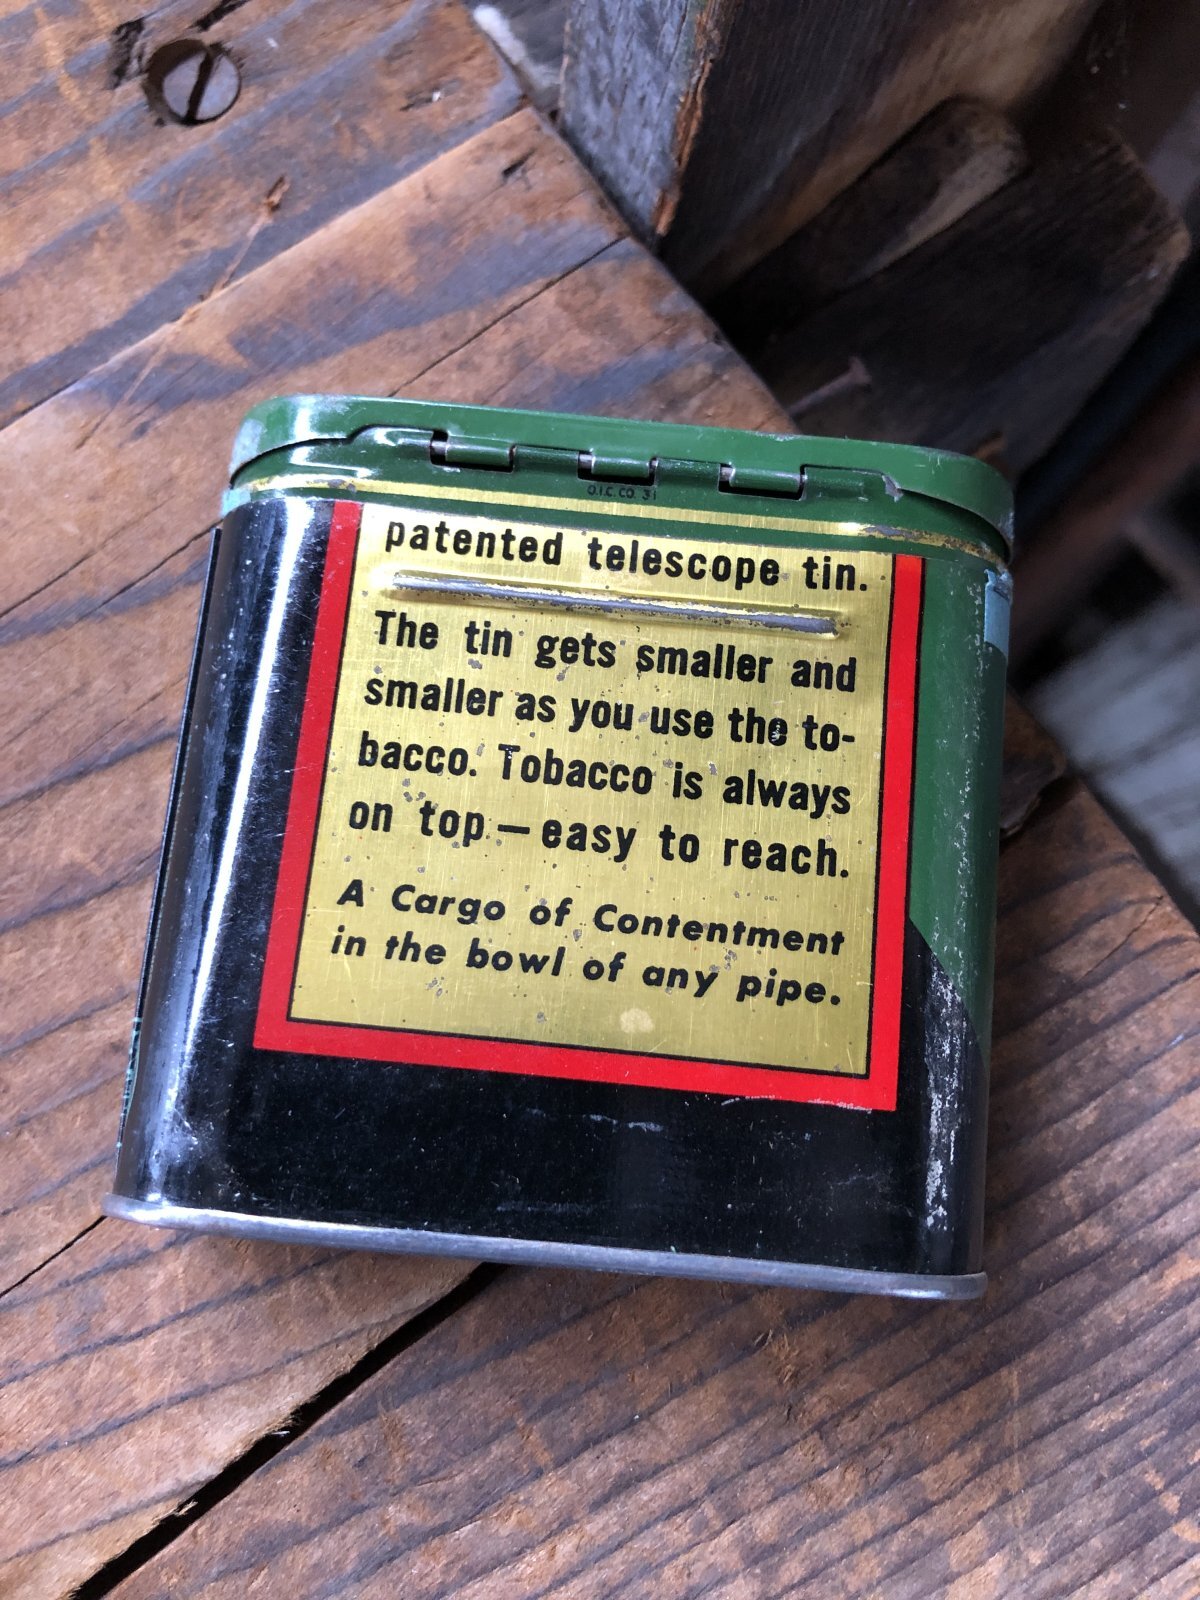 O.I.C.CO. 31
patented telescope tin.
The tin gets smaller and
smaller as you use the to-
bacco. Tobacco is always
on top — easy to reach.
A Cargo of Contentment
in the bowl of any pipe.